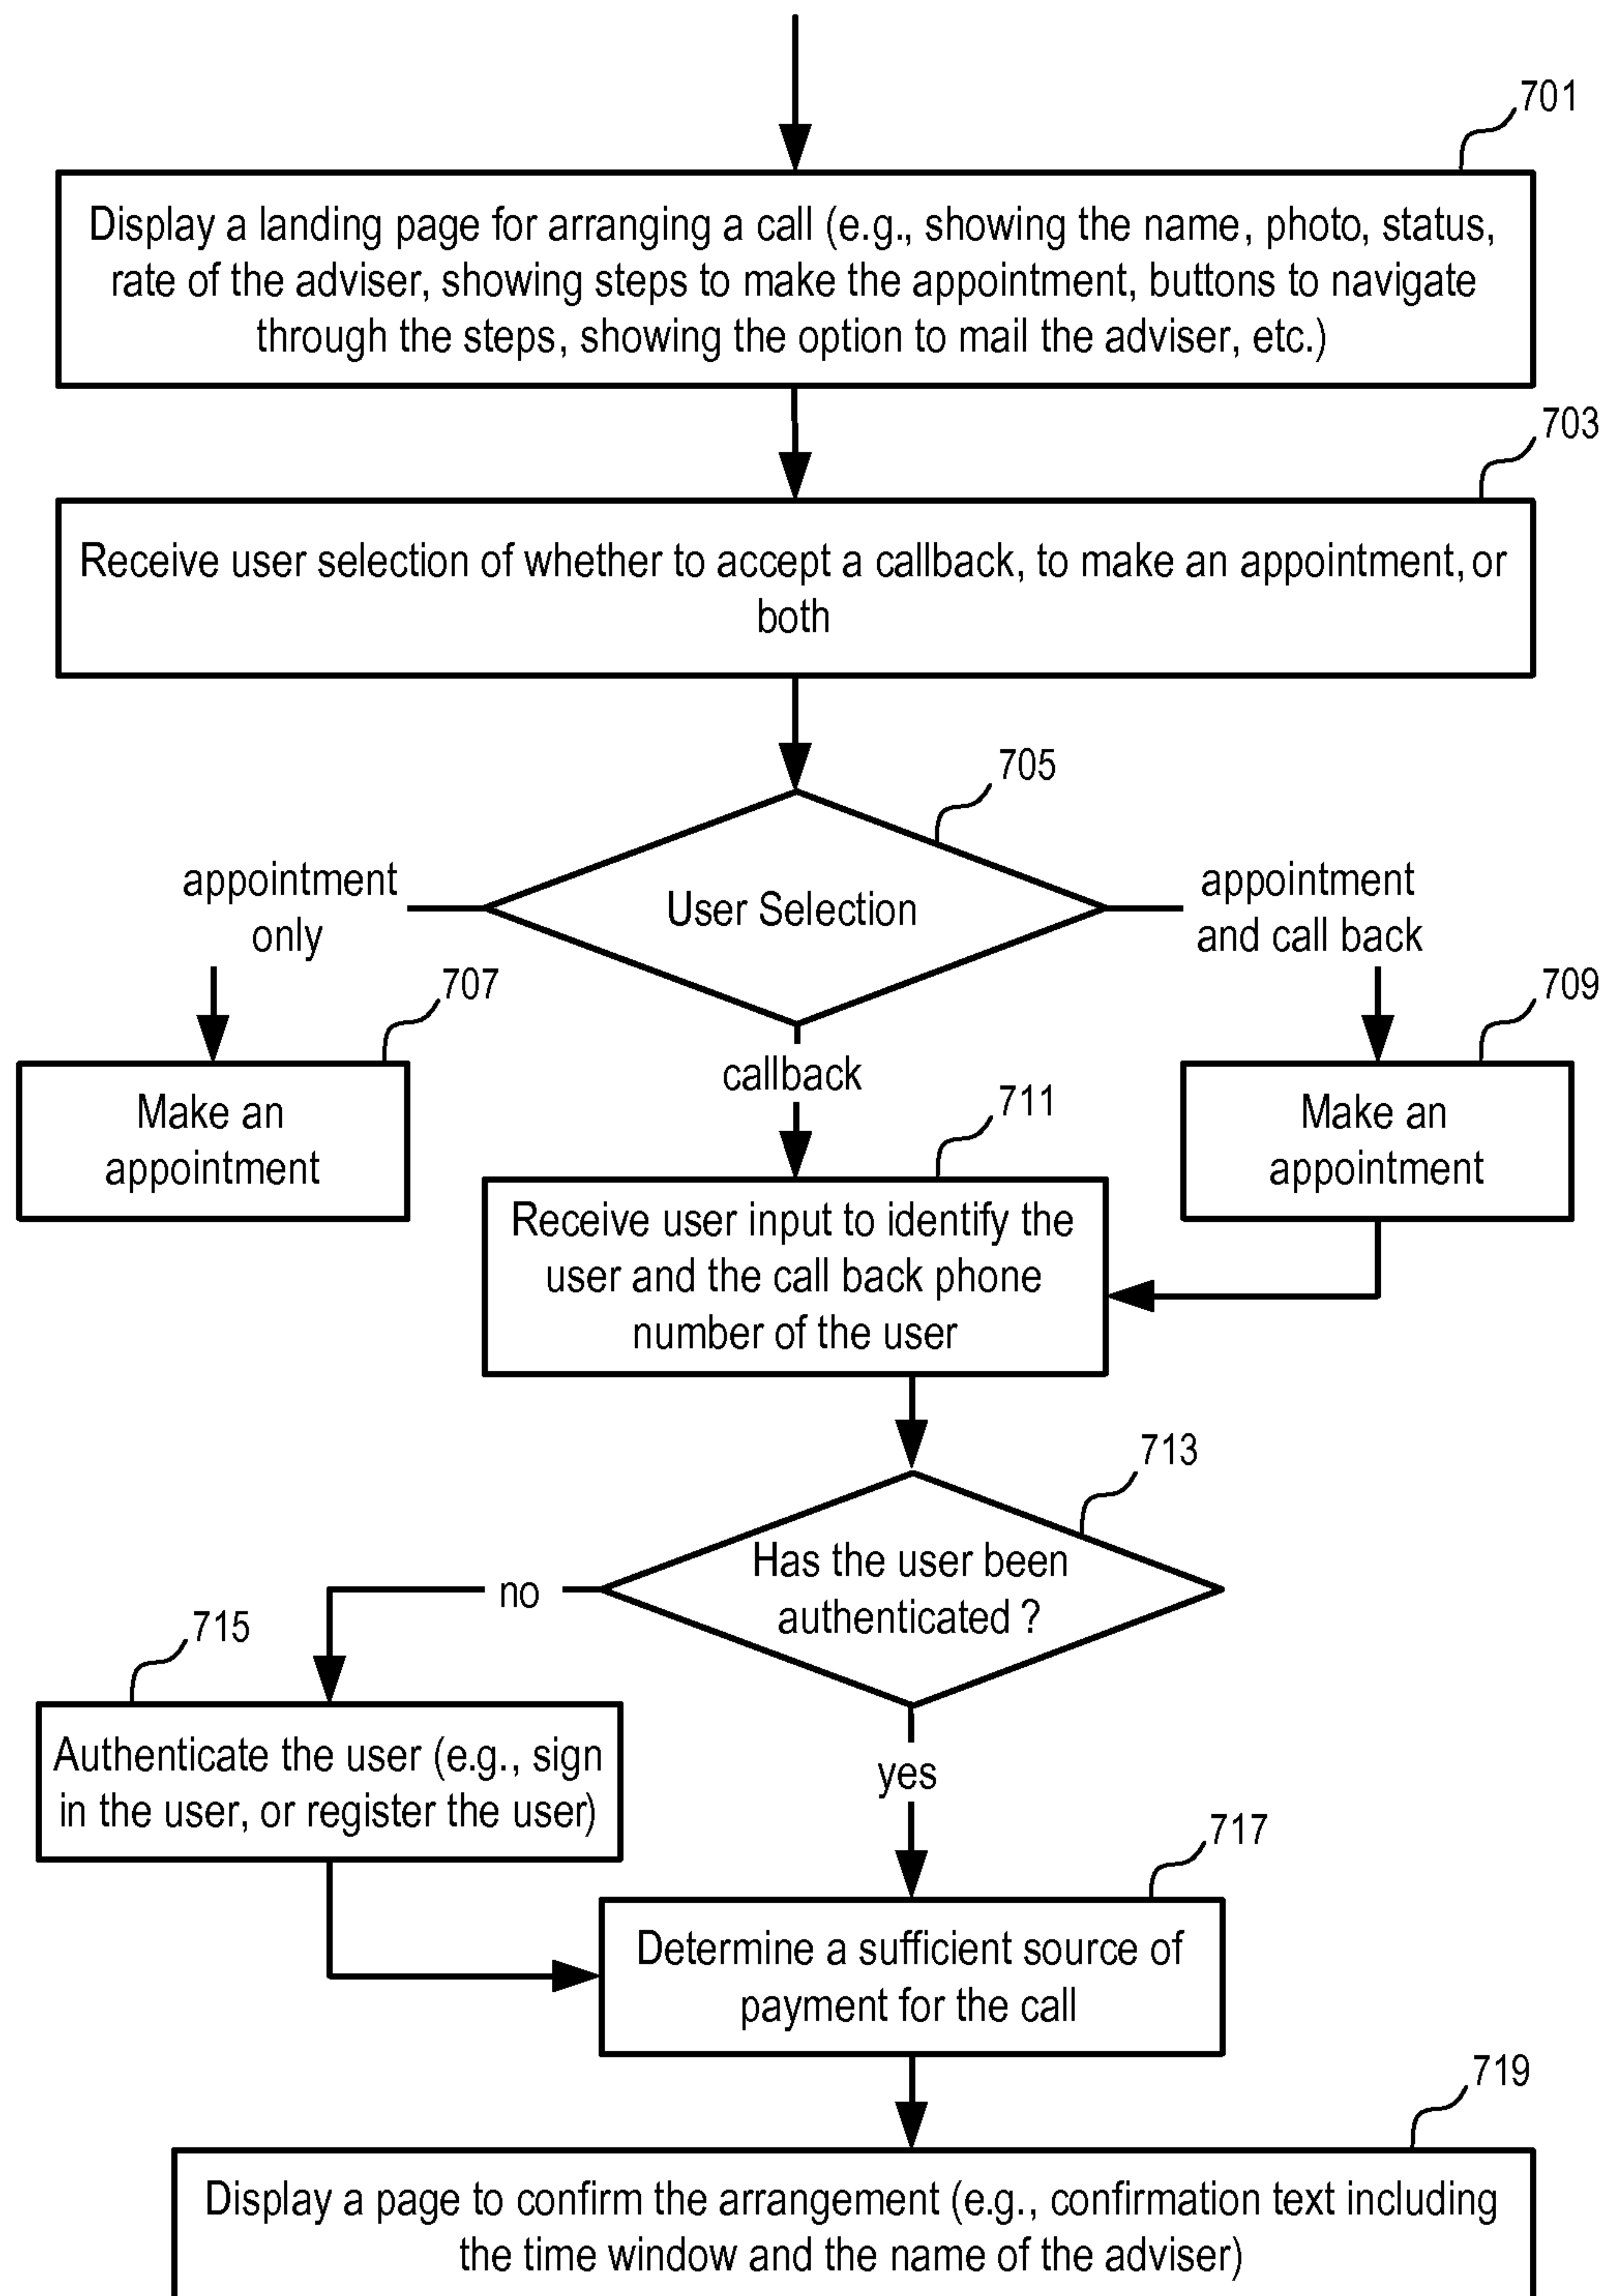 701
Display a landing page for arranging a call (e.g., showing the name, photo, status,
rate of the adviser, showing steps to make the appointment, buttons to navigate
through the steps, showing the option to mail the adviser, etc.)
703
Receive user selection of whether to accept a callback, to make an appointment, or
both
705
User Selection
appointment
only
appointment
and call back
707
Make an
appointment
callback
709
Make an
appointment
711
Receive user input to identify the
user and the call back phone
number of the user
713
Has the user been
authenticated ?
no
715
Authenticate the user (e.g., sign
in the user, or register the user)
yes
717
Determine a sufficient source of
payment for the call
719
Display a page to confirm the arrangement (e.g., confirmation text including
the time window and the name of the adviser)